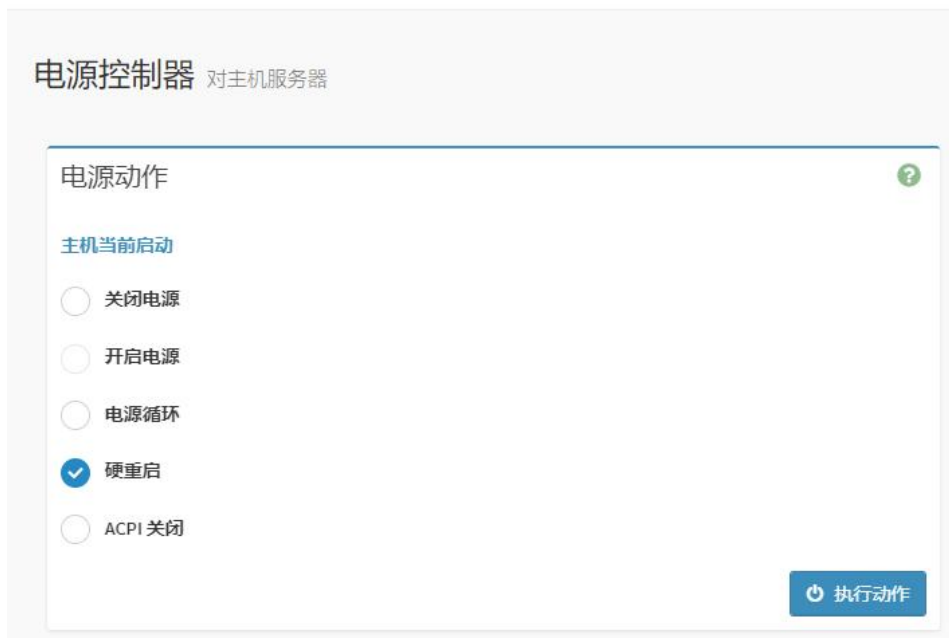 电源控制器 对主机服务器
电源动作
主机当前启动
关闭电源
开启电源
电源循环
硬重启
ACPI 关闭
执行动作